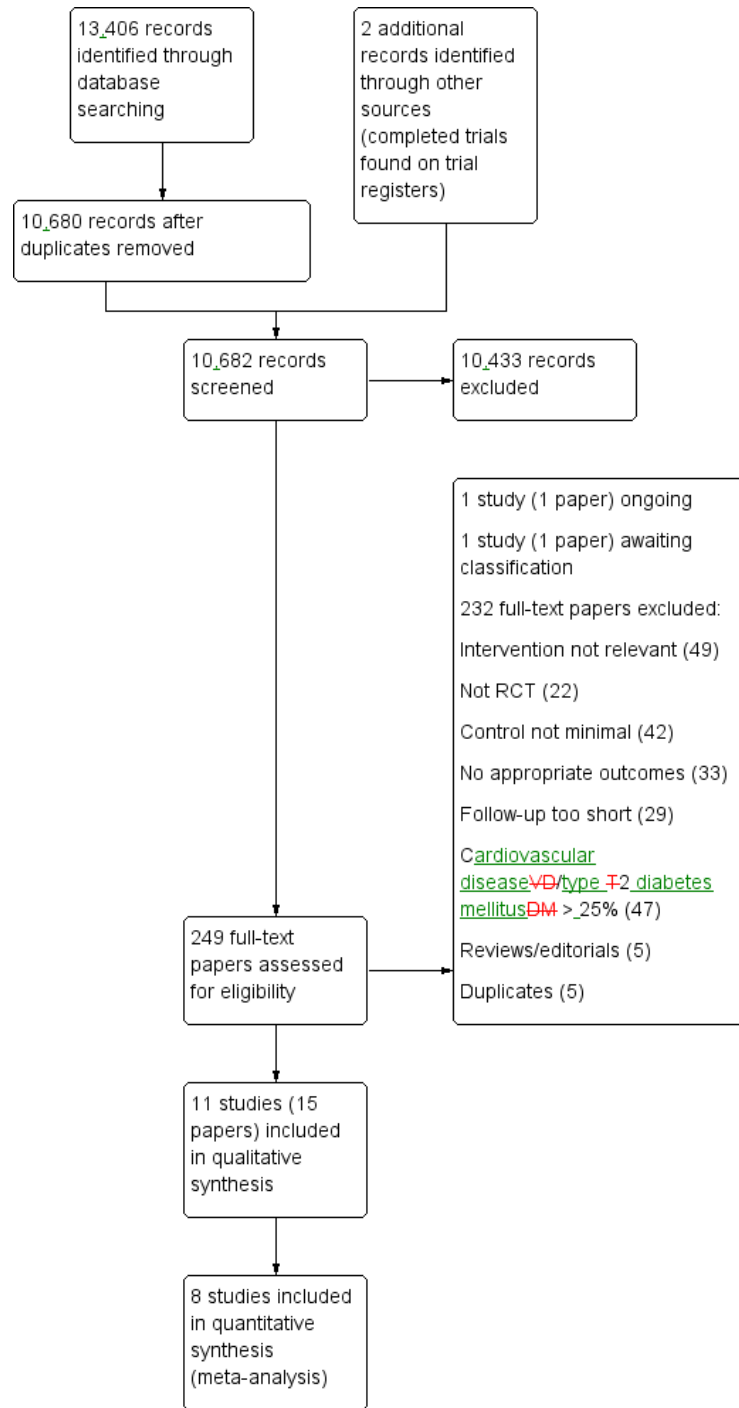 13,406 records
identified through
database
searching
2 additional
records identified
through other
sources
(completed trials
found on trial
registers)
10,680 records after
duplicates removed
10,682 records
screened
10,433 records
excluded
1 study (1 paper) ongoing
1 study (1 paper) awaiting
classification
232 full-text papers excluded:
Intervention not relevant (49)
Not RCT (22)
Control not minimal (42)
No appropriate outcomes (33)
Follow-up too short (29)
Cardiovascular
diseaseVD/type T2 diabetes
mellitusDM > 25% (47)
Reviews/editorials (5)
Duplicates (5)
249 full-text
papers assessed
for eligibility
11 studies (15
papers) included
in qualitative
synthesis
8 studies included
in quantitative
synthesis
(meta-analysis)